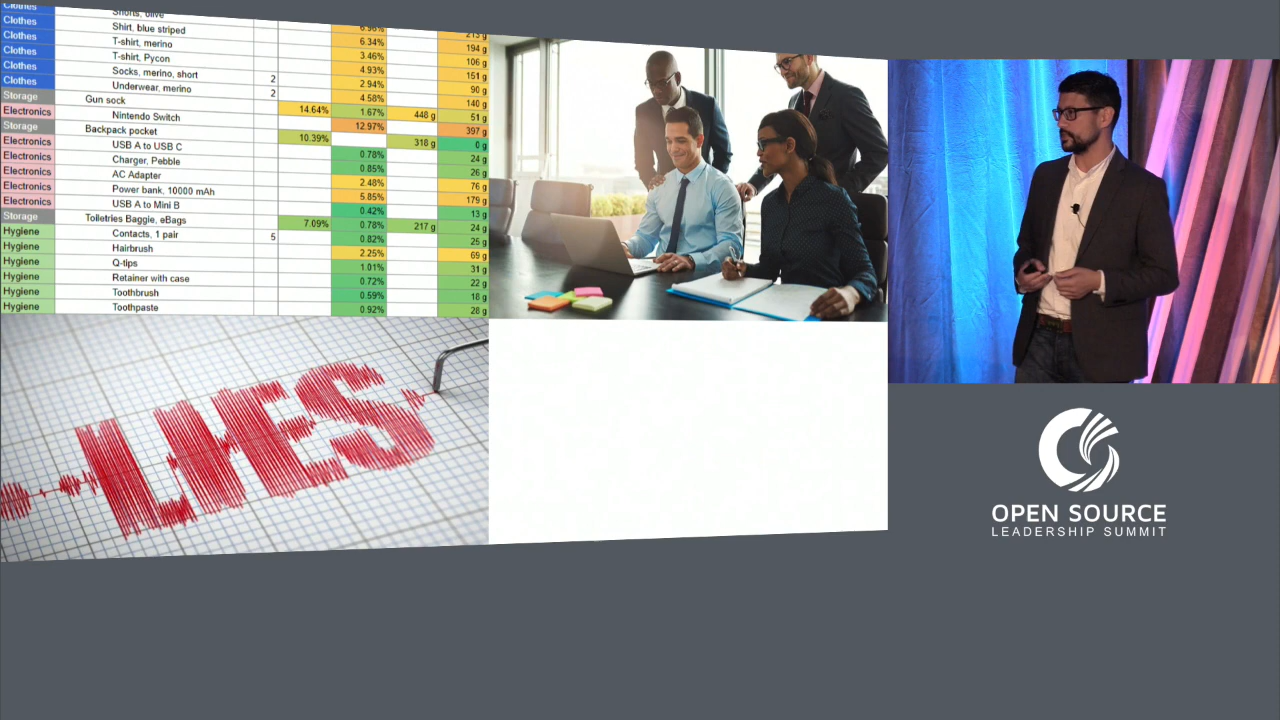 Clothes Shorts, olive 6.96% 213 g
Clothes Shirt, blue striped 6.34% 194 g
Clothes T-shirt, merino 3.46% 106 g
Clothes T-shirt, Pycon 4.93% 151 g
Clothes Socks, merino, short 2 2.94% 90 g
Clothes Underwear, merino 2 4.58% 140 g
Storage Gun sock 14.64% 1.67% 448 g 51 g
Electronics Nintendo Switch 12.97% 397 g
Storage Backpack pocket 10.39% 318 g 0 g
Electronics USB A to USB C 0.78% 24 g
Electronics Charger, Pebble 0.85% 26 g
Electronics AC Adapter 2.48% 76 g
Electronics Power bank, 10000 mAh 5.85% 179 g
Electronics USB A to Mini B 0.42% 13 g
Storage Toiletries Baggie, eBags 7.09% 0.78% 217 g 24 g
Hygiene Contacts, 1 pair 5 0.82% 25 g
Hygiene Hairbrush 2.25% 69 g
Hygiene Q-tips 1.01% 31 g
Hygiene Retainer with case 0.72% 22 g
Hygiene Toothbrush 0.59% 18 g
Hygiene Toothpaste 0.92% 28 g
LIES
OPEN SOURCE
LEADERSHIP SUMMIT